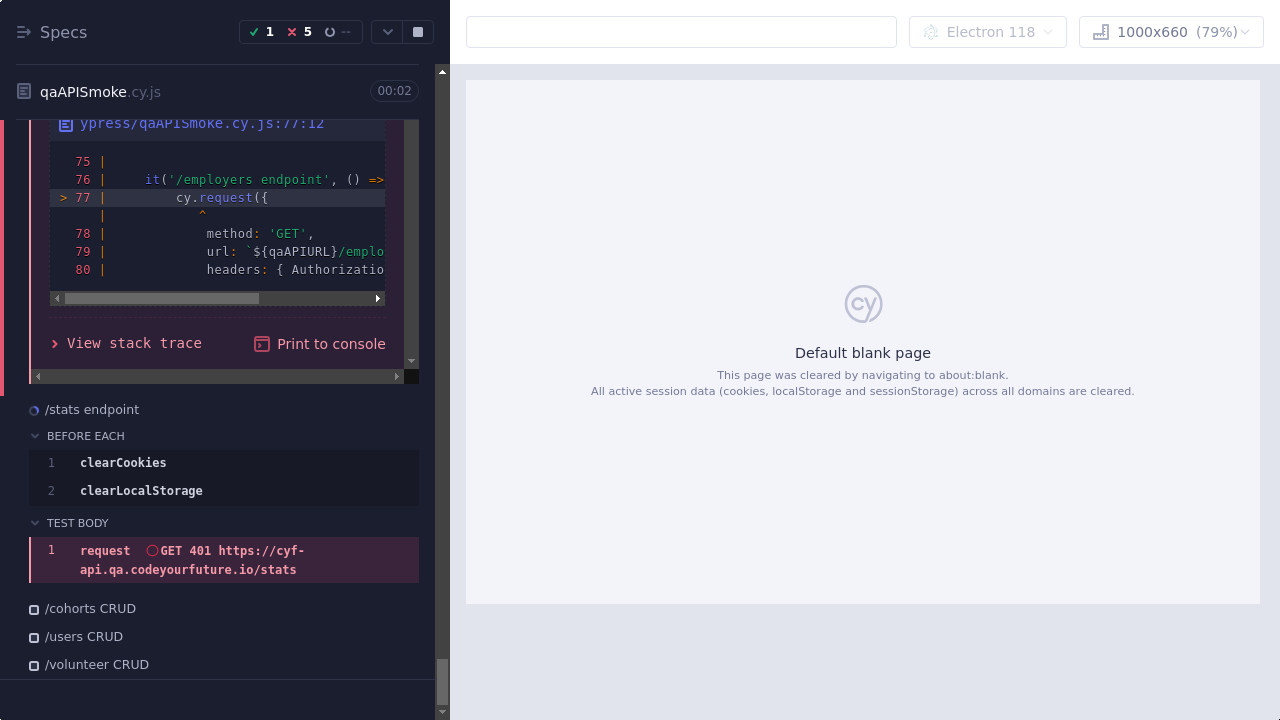 Specs
1
5
--
Electron 118
1000x660 (79%)
qaAPISmoke.cy.js
00:02
ypress/qaAPISmoke.cy.js:77:12
75 |
76 |     it('/employers endpoint', () =>
> 77 |         cy.request({
|            ^
78 |             method: 'GET',
79 |             url: `${qaAPIURL}/emplo
80 |             headers: { Authorizatio
View stack trace
Print to console
/stats endpoint
BEFORE EACH
1 clearCookies
2 clearLocalStorage
TEST BODY
1 request GET 401 https://cyf-
api.qa.codeyourfuture.io/stats
/cohorts CRUD
/users CRUD
/volunteer CRUD
cy
Default blank page
This page was cleared by navigating to about:blank.
All active session data (cookies, localStorage and sessionStorage) across all domains are cleared.